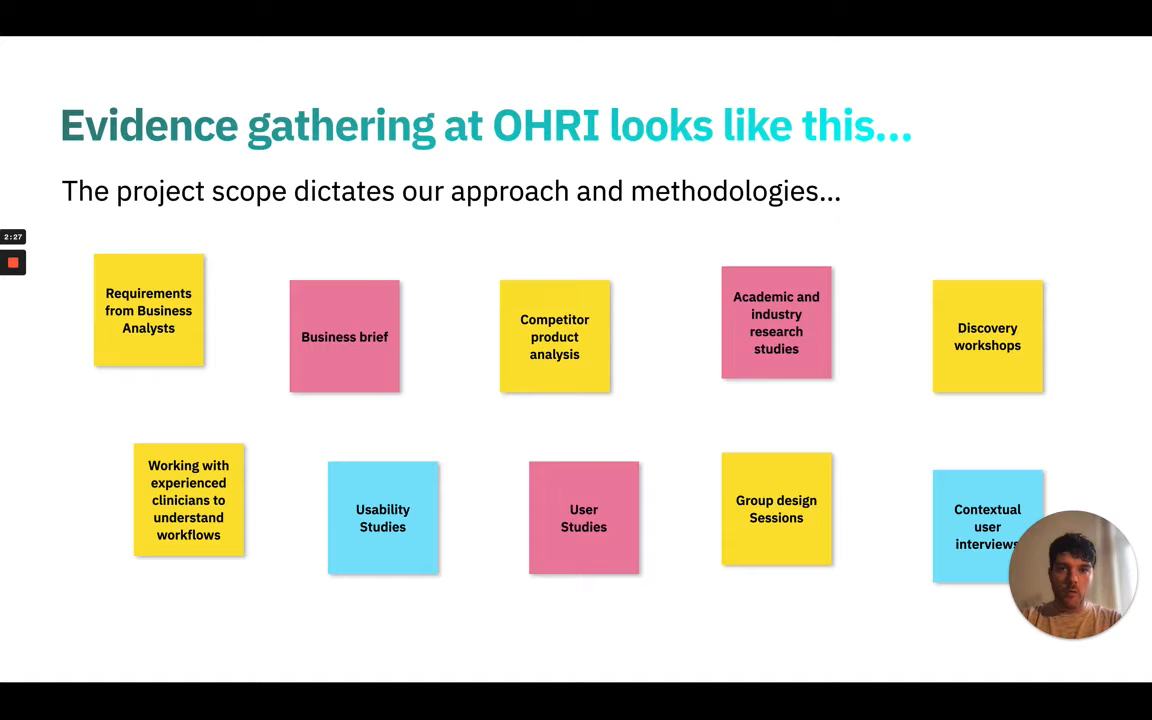 Evidence gathering at OHRI looks like this...
The project scope dictates our approach and methodologies...
2:27
Requirements
from Business
Analysts
Business brief
Competitor
product
analysis
Academic and
industry
research
studies
Discovery
workshops
Working with
experienced
clinicians to
understand
workflows
Usability
Studies
User
Studies
Group design
Sessions
Contextual
user
interviews